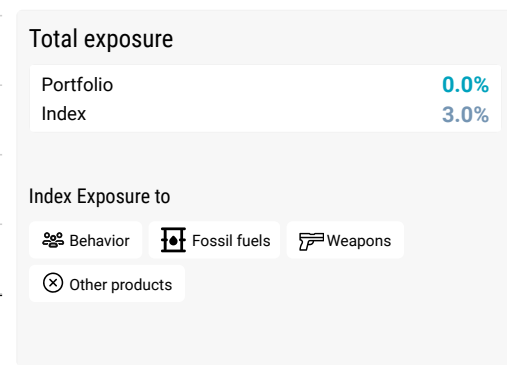 Total exposure
Portfolio 0.0%
Index 3.0%
Index Exposure to
Behavior Fossil fuels Weapons
Other products